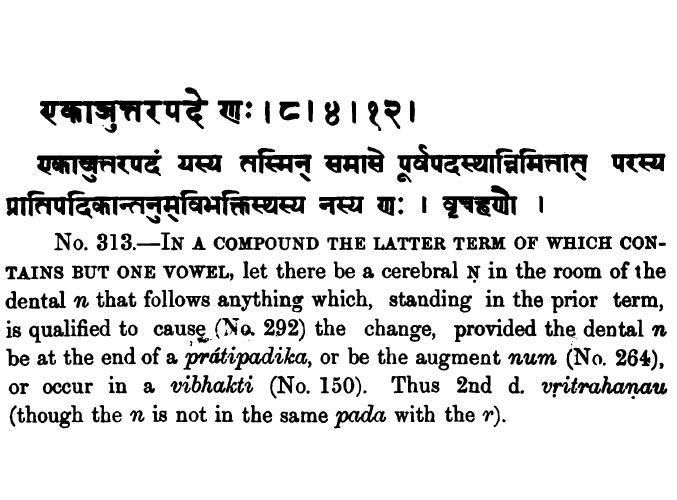 एकाजुत्तरपदे णः । ८ । ४ । १२ ।
एकाजुत्तरपदं यस्य तस्मिन् समासे पूर्वपदस्थान्निमित्तात् परस्य
प्रातिपदिकान्तनुम्विभक्तिस्थस्य नस्य णः । वृत्रहणौ ।
No. 313.—IN A COMPOUND THE LATTER TERM OF WHICH CON-
TAINS BUT ONE VOWEL, let there be a cerebral Ṇ in the room of the
dental n that follows anything which, standing in the prior term,
is qualified to cause (No. 292) the change, provided the dental n
be at the end of a prátipadika, or be the augment num (No. 264),
or occur in a vibhakti (No. 150). Thus 2nd d. vṛitrahaṇau
(though the n is not in the same pada with the r).